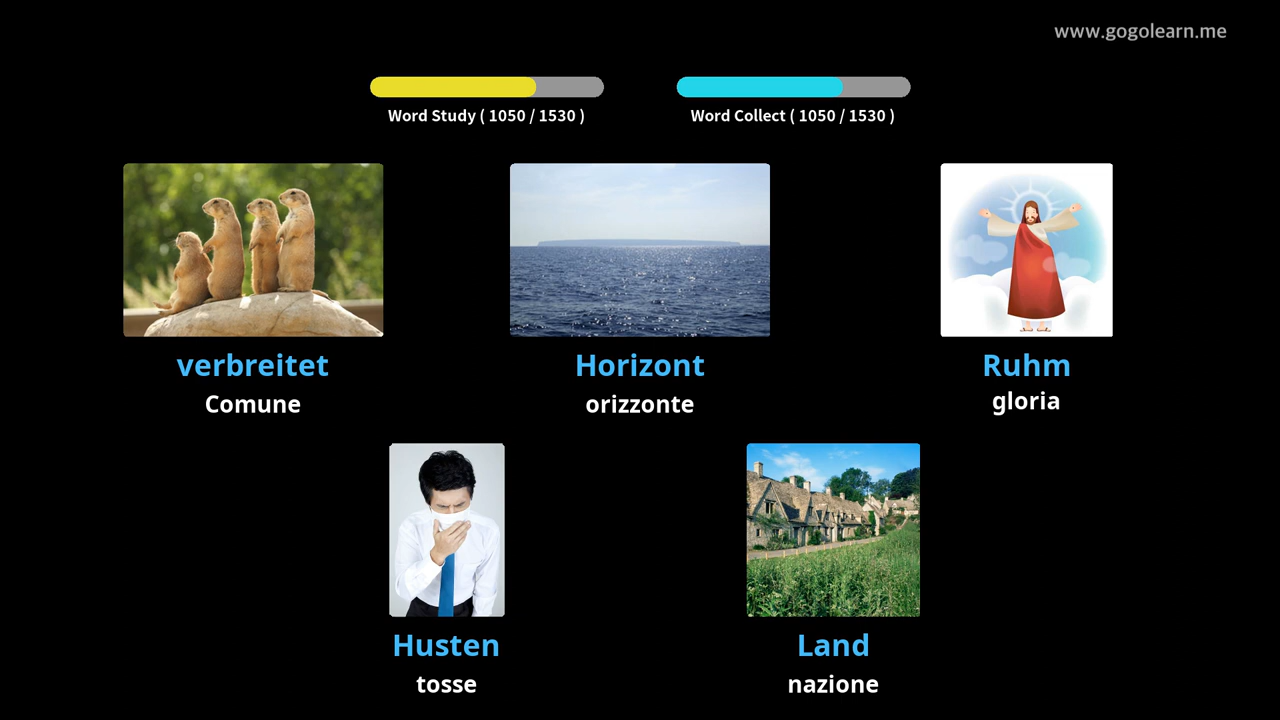 www.gogolearn.me
Word Study ( 1050 / 1530 )
Word Collect ( 1050 / 1530 )
verbreitet
Comune
Horizont
orizzonte
Ruhm
gloria
Husten
tosse
Land
nazione